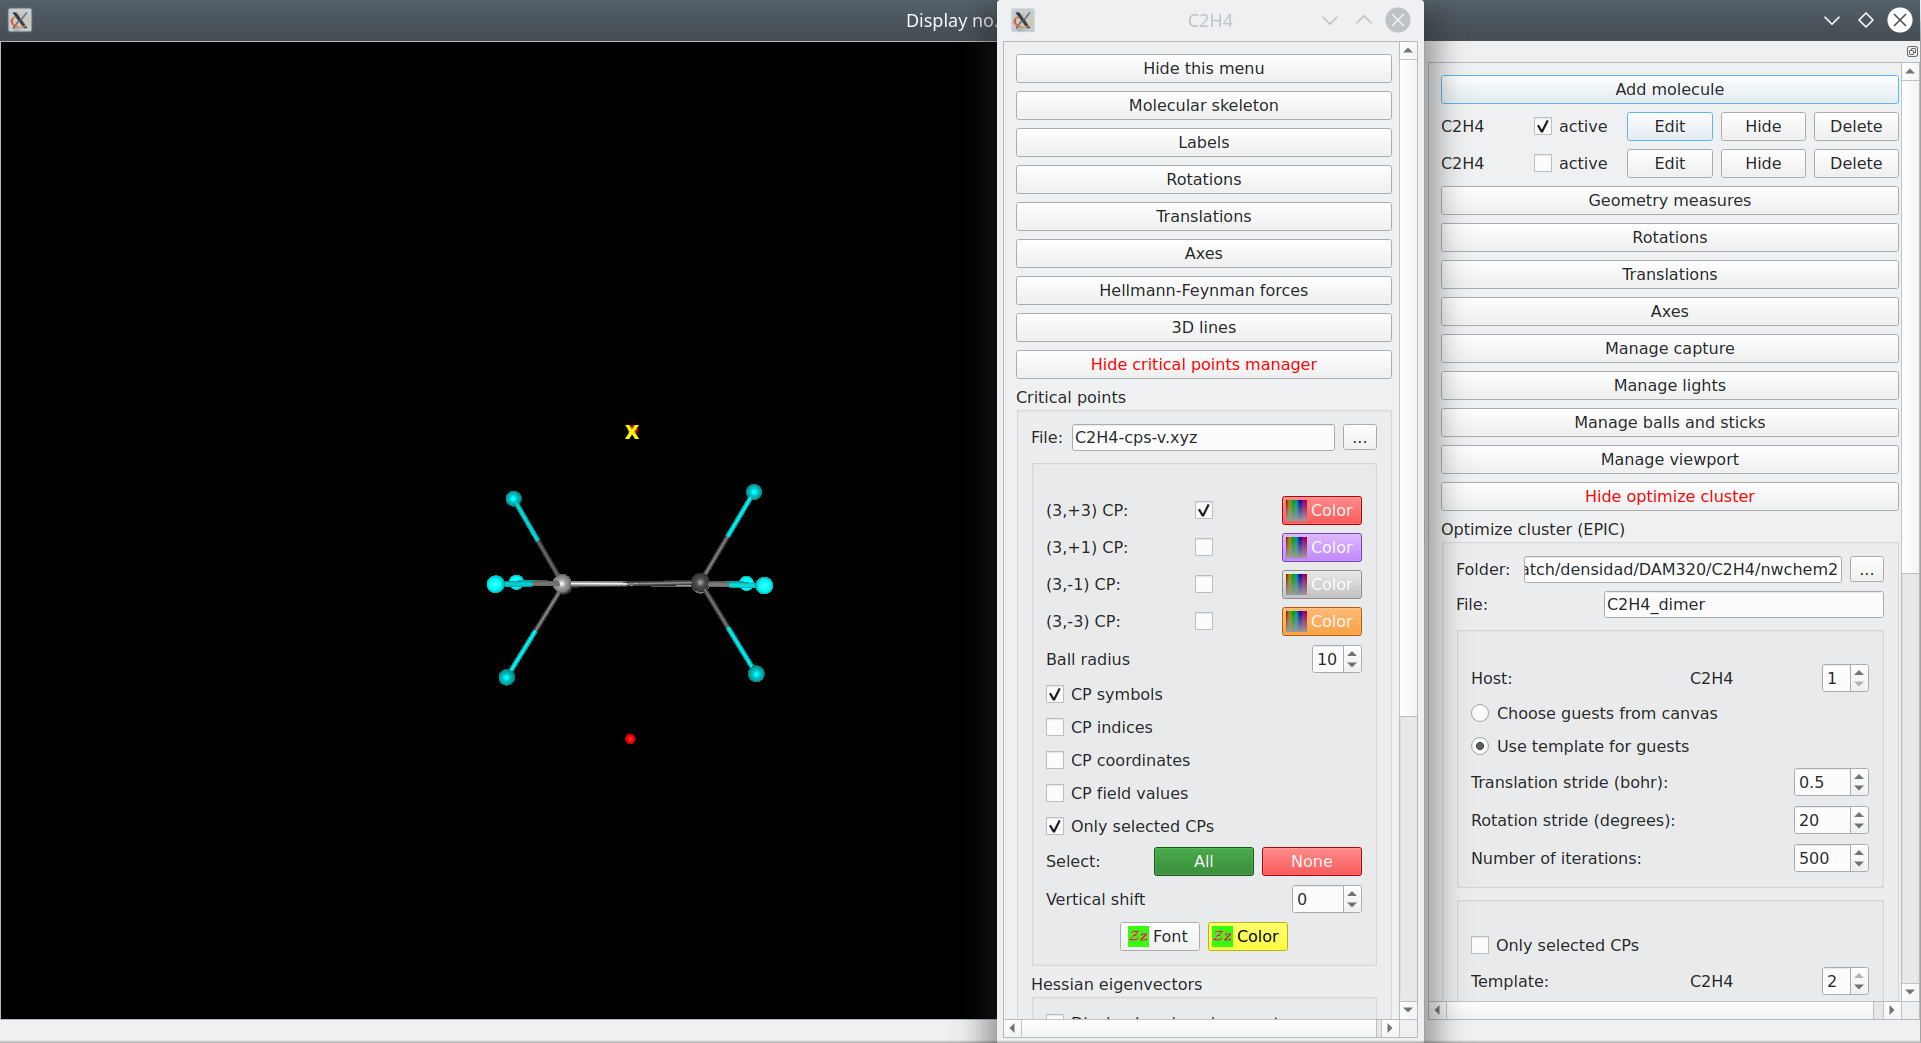 Display no.
C2H4
Hide this menu
Molecular skeleton
Labels
Rotations
Translations
Axes
Hellmann-Feynman forces
3D lines
Hide critical points manager
Critical points
File: C2H4-cps-v.xyz ...
(3,+3) CP: Color
(3,+1) CP: Color
(3,-1) CP: Color
(3,-3) CP: Color
Ball radius 10
CP symbols
CP indices
CP coordinates
CP field values
Only selected CPs
Select: All None
Vertical shift 0
Zz Font Zz Color
Hessian eigenvectors
Add molecule
C2H4 active Edit Hide Delete
C2H4 active Edit Hide Delete
Geometry measures
Rotations
Translations
Axes
Manage capture
Manage lights
Manage balls and sticks
Manage viewport
Hide optimize cluster
Optimize cluster (EPIC)
Folder: atch/densidad/DAM320/C2H4/nwchem2 ...
File: C2H4_dimer
Host: C2H4 1
Choose guests from canvas
Use template for guests
Translation stride (bohr): 0.5
Rotation stride (degrees): 20
Number of iterations: 500
Only selected CPs
Template: C2H4 2
x